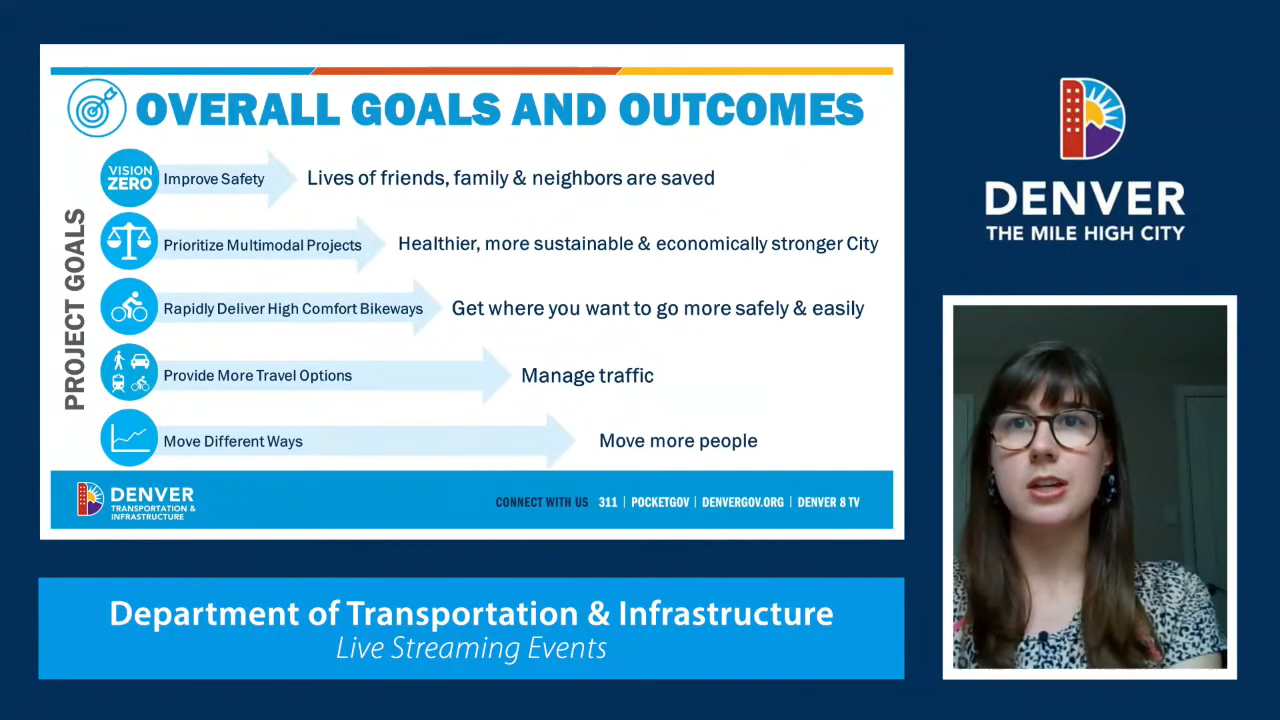 OVERALL GOALS AND OUTCOMES
PROJECT GOALS
VISION
ZERO
Improve Safety
Lives of friends, family & neighbors are saved
Prioritize Multimodal Projects
Healthier, more sustainable & economically stronger City
Rapidly Deliver High Comfort Bikeways
Get where you want to go more safely & easily
Provide More Travel Options
Manage traffic
Move Different Ways
Move more people
DENVER
TRANSPORTATION &
INFRASTRUCTURE
CONNECT WITH US 311 | POCKETGOV | DENVERGOV.ORG | DENVER 8 TV
Department of Transportation & Infrastructure
Live Streaming Events
DENVER
THE MILE HIGH CITY